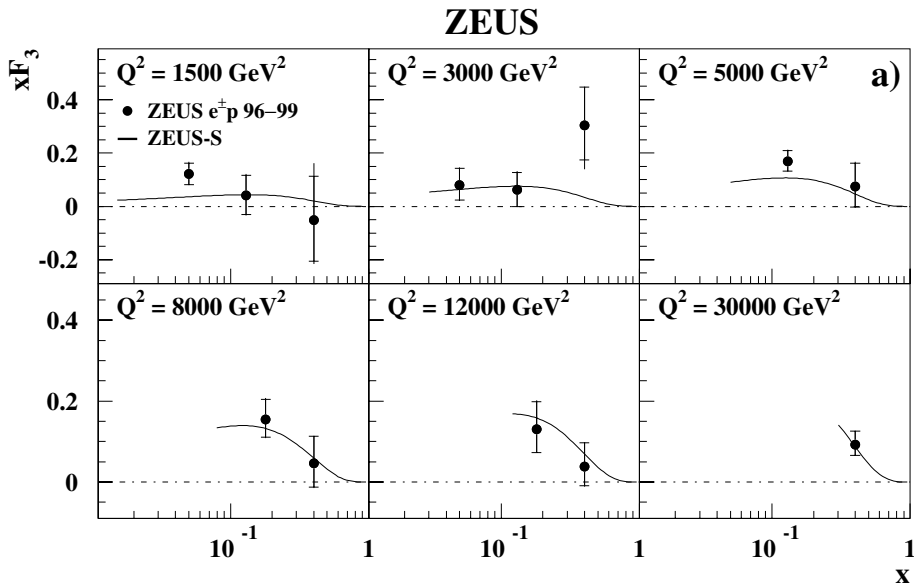 ZEUS
xF₃
Q² = 1500 GeV²
Q² = 3000 GeV²
Q² = 5000 GeV²
a)
ZEUS e±p 96–99
ZEUS-S
0.4
0.2
0
-0.2
Q² = 8000 GeV²
Q² = 12000 GeV²
Q² = 30000 GeV²
0.4
0.2
0
10⁻¹
1
10⁻¹
1
10⁻¹
1
x